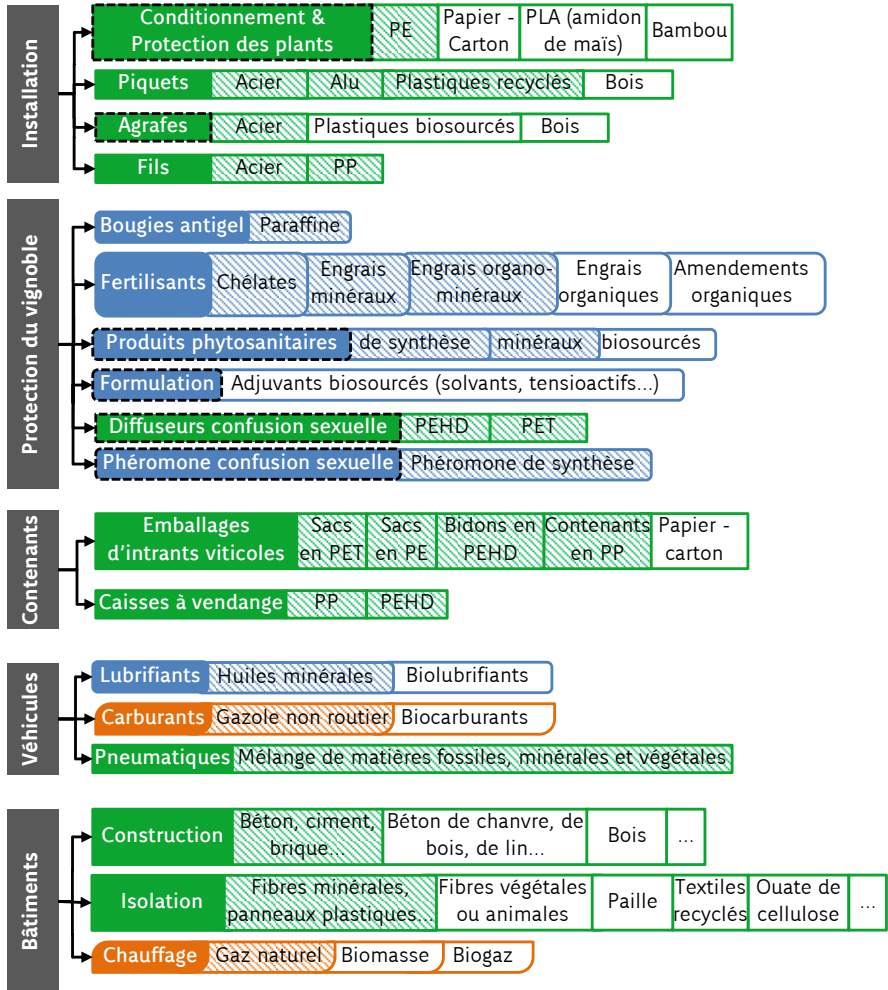 Installation
Conditionnement &
Protection des plants
PE
Papier -
Carton
PLA (amidon
de maïs)
Bambou
Piquets
Acier
Alu
Plastiques recyclés
Bois
Agrafes
Acier
Plastiques biosourcés
Bois
Fils
Acier
PP
Protection du vignoble
Bougies antigel
Paraffine
Fertilisants
Chélates
Engrais
minéraux
Engrais organo-
minéraux
Engrais
organiques
Amendements
organiques
Produits phytosanitaires
de synthèse
minéraux
biosourcés
Formulation
Adjuvants biosourcés (solvants, tensioactifs...)
Diffuseurs confusion sexuelle
PEHD
PET
Phéromone confusion sexuelle
Phéromone de synthèse
Contenants
Emballages
d'intrants viticoles
Sacs
en PET
Sacs
en PE
Bidons en
PEHD
Contenants
en PP
Papier -
carton
Caisses à vendange
PP
PEHD
Véhicules
Lubrifiants
Huiles minérales
Biolubrifiants
Carburants
Gazole non routier
Biocarburants
Pneumatiques
Mélange de matières fossiles, minérales et végétales
Bâtiments
Construction
Béton, ciment,
brique...
Béton de chanvre, de
bois, de lin...
Bois
...
Isolation
Fibres minérales,
panneaux plastiques...
Fibres végétales
ou animales
Paille
Textiles
recyclés
Ouate de
cellulose
...
Chauffage
Gaz naturel
Biomasse
Biogaz